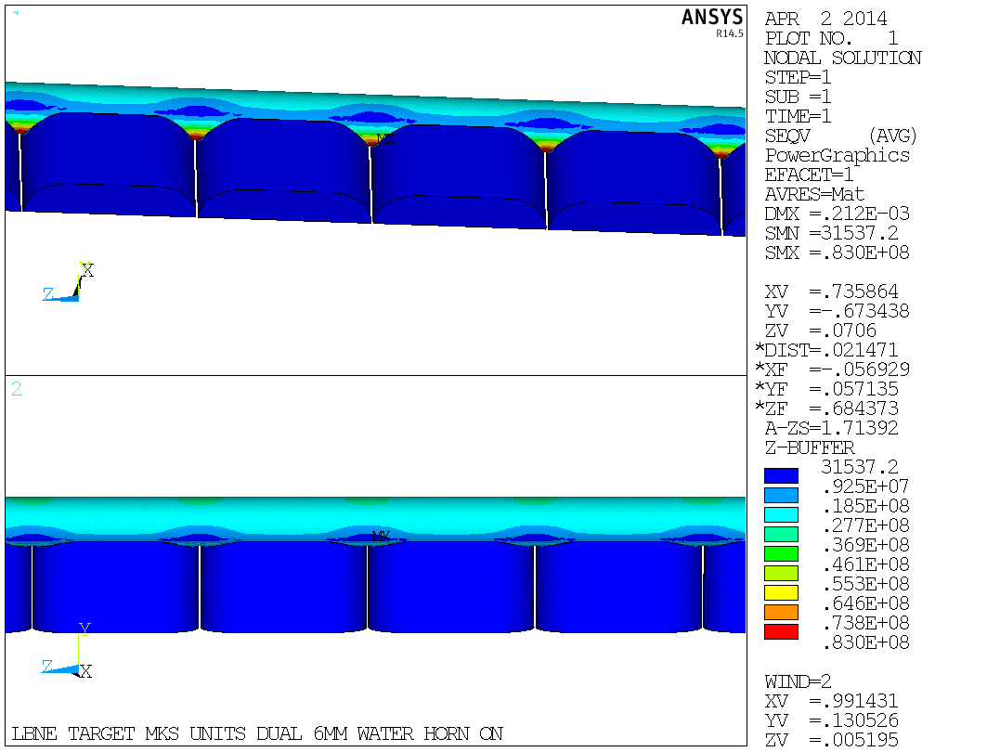 1
ANSYS
R14.5
MX
X
Y
Z
2
MX
Y
Z
X
LBNE TARGET MKS UNITS DUAL 6MM WATER HORN ON
APR  2 2014
PLOT NO.   1
NODAL SOLUTION
STEP=1
SUB =1
TIME=1
SEQV     (AVG)
PowerGraphics
EFACET=1
AVRES=Mat
DMX =.212E-03
SMN =31537.2
SMX =.830E+08
XV  =.735864
YV  =-.673438
ZV  =.0706
*DIST=.021471
*XF  =-.056929
*YF  =.057135
*ZF  =.684373
A-ZS=1.71392
Z-BUFFER
31537.2
.925E+07
.185E+08
.277E+08
.369E+08
.461E+08
.553E+08
.646E+08
.738E+08
.830E+08
WIND=2
XV  =.991431
YV  =.130526
ZV  =.005195